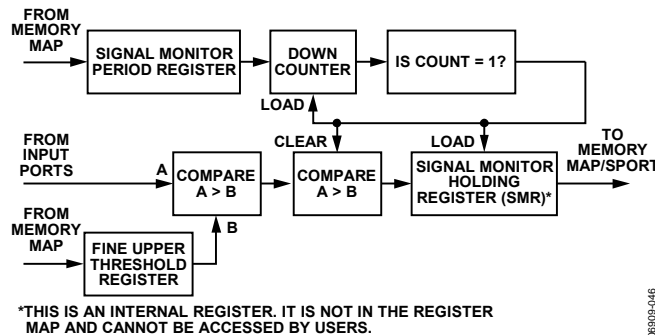 FROM
MEMORY
MAP
SIGNAL MONITOR
PERIOD REGISTER
DOWN
COUNTER
IS COUNT = 1?
LOAD
FROM
INPUT
PORTS
A
COMPARE
A > B
CLEAR
COMPARE
A > B
LOAD
SIGNAL MONITOR
HOLDING
REGISTER (SMR)*
TO
MEMORY
MAP/SPORT
FROM
MEMORY
MAP
B
FINE UPPER
THRESHOLD
REGISTER
*THIS IS AN INTERNAL REGISTER. IT IS NOT IN THE REGISTER
MAP AND CANNOT BE ACCESSED BY USERS.
06909-046